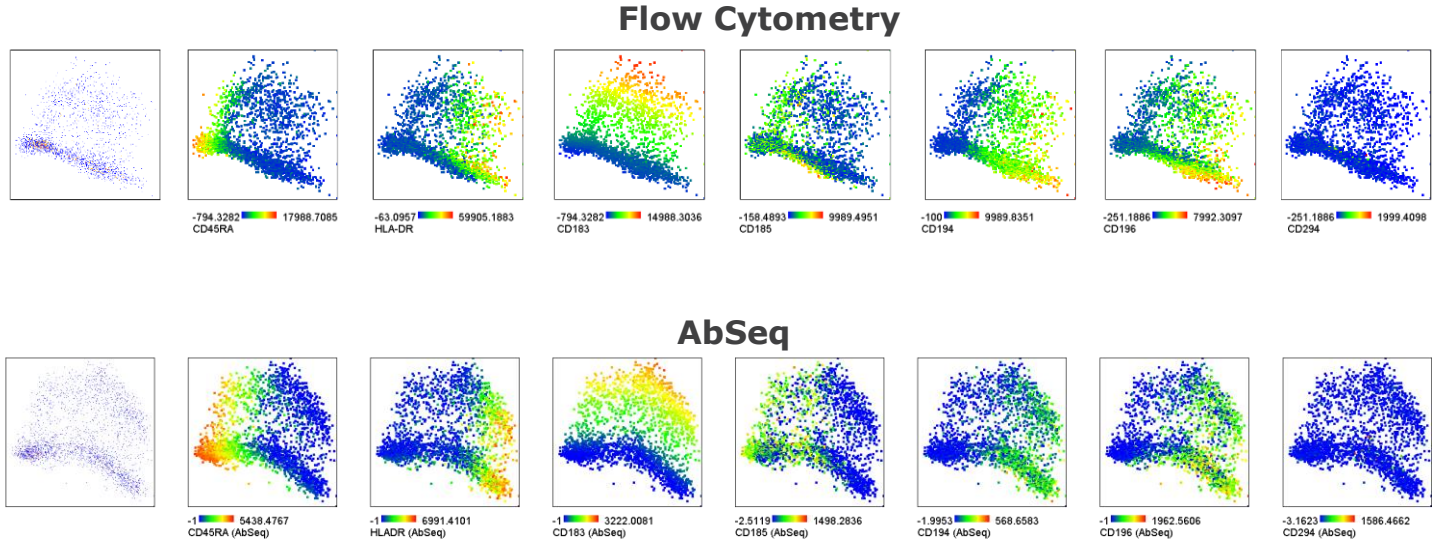 Flow Cytometry
-794.3282 17988.7085
CD45RA
-63.0957 59905.1883
HLA-DR
-794.3282 14988.3036
CD183
-158.4893 9989.4951
CD185
-100 9989.8351
CD194
-251.1886 7992.3097
CD196
-251.1886 1999.4098
CD294
AbSeq
-1 5438.4767
CD45RA (AbSeq)
-1 6991.4101
HLADR (AbSeq)
-1 3222.0081
CD183 (AbSeq)
-2.5119 1498.2836
CD185 (AbSeq)
-1.9953 568.6583
CD194 (AbSeq)
-1 1962.5606
CD196 (AbSeq)
-3.1623 1586.4662
CD294 (AbSeq)